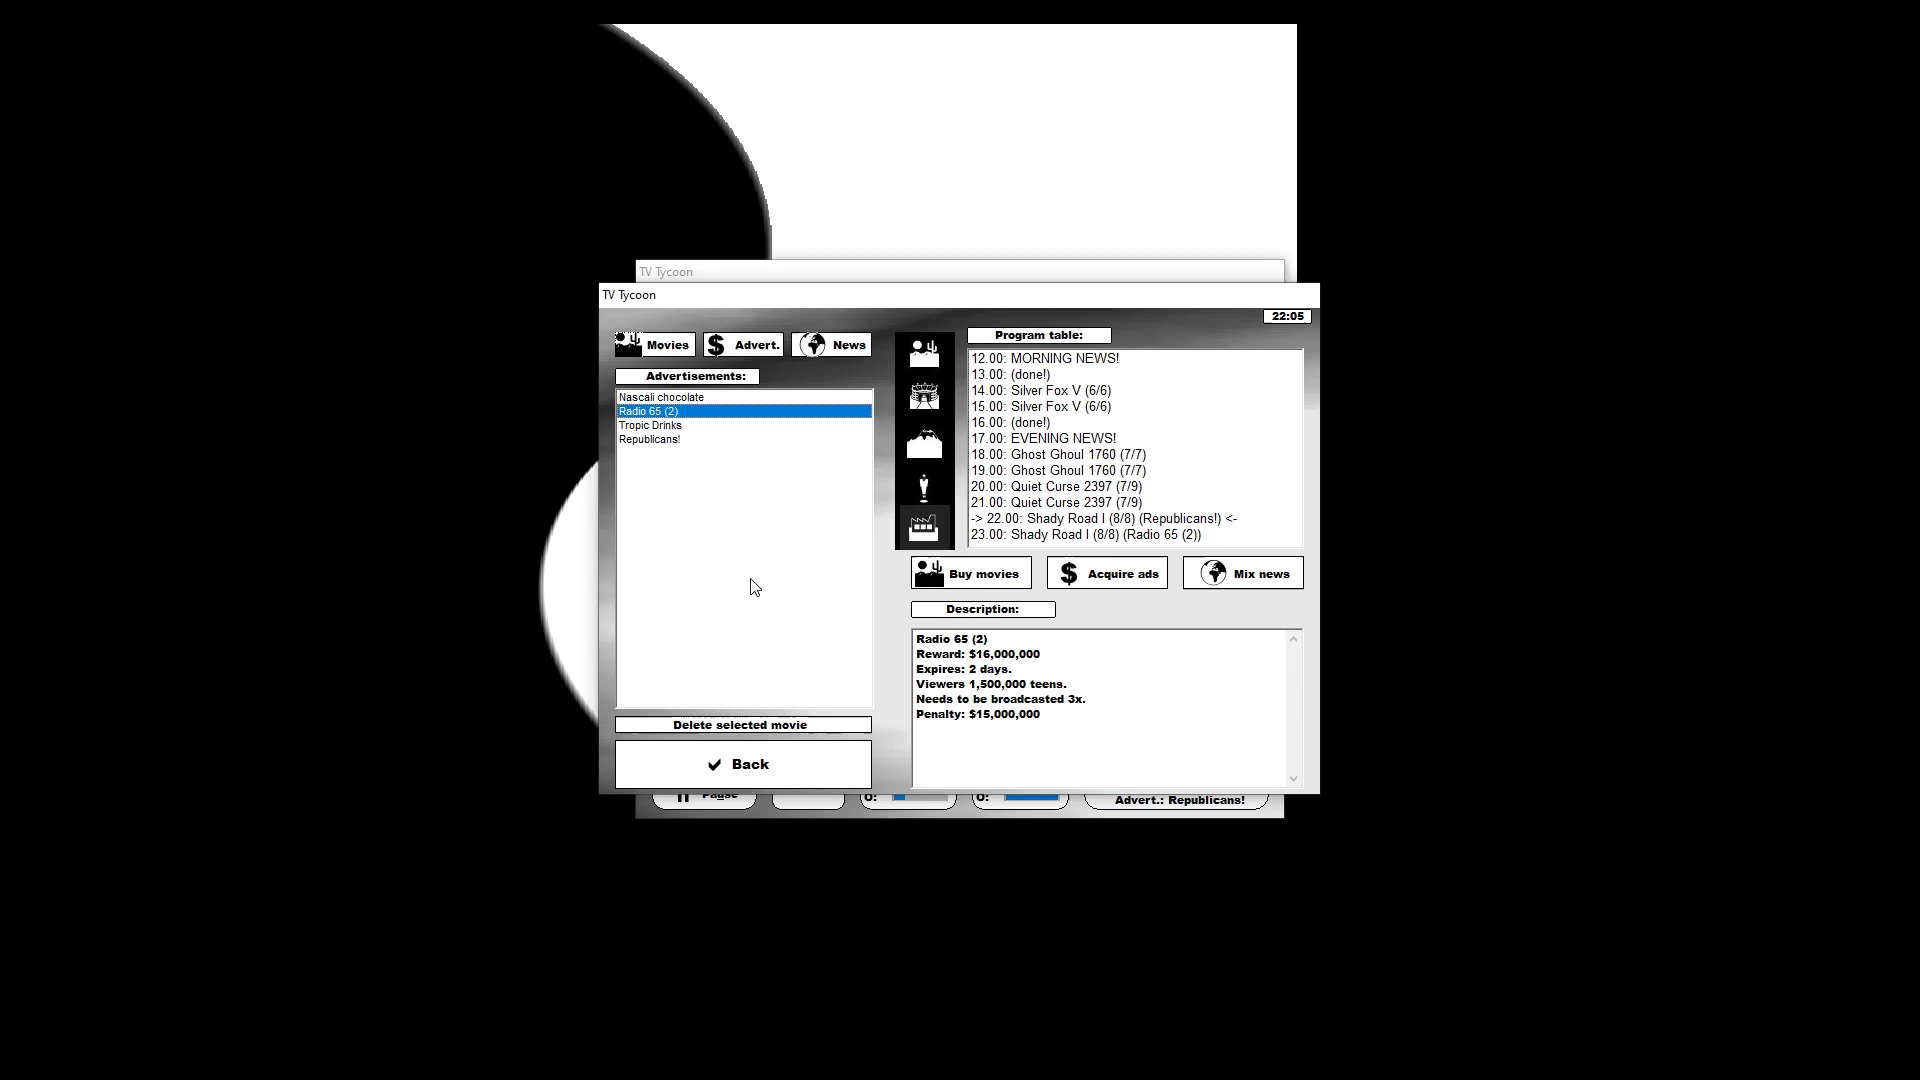 TV Tycoon
TV Tycoon
22:05
Movies
Advert.
News
Program table:
Advertisements:
Nascali chocolate
Radio 65 (2)
Tropic Drinks
Republicans!
12.00: MORNING NEWS!
13.00: (done!)
14.00: Silver Fox V (6/6)
15.00: Silver Fox V (6/6)
16.00: (done!)
17.00: EVENING NEWS!
18.00: Ghost Ghoul 1760 (7/7)
19.00: Ghost Ghoul 1760 (7/7)
20.00: Quiet Curse 2397 (7/9)
21.00: Quiet Curse 2397 (7/9)
-> 22.00: Shady Road I (8/8) (Republicans!) <-
23.00: Shady Road I (8/8) (Radio 65 (2))
Buy movies
$ Acquire ads
Mix news
Description:
Radio 65 (2)
Reward: $16,000,000
Expires: 2 days.
Viewers 1,500,000 teens.
Needs to be broadcasted 3x.
Penalty: $15,000,000
Delete selected movie
Back
Pause
O:
O:
Advert.: Republicans!